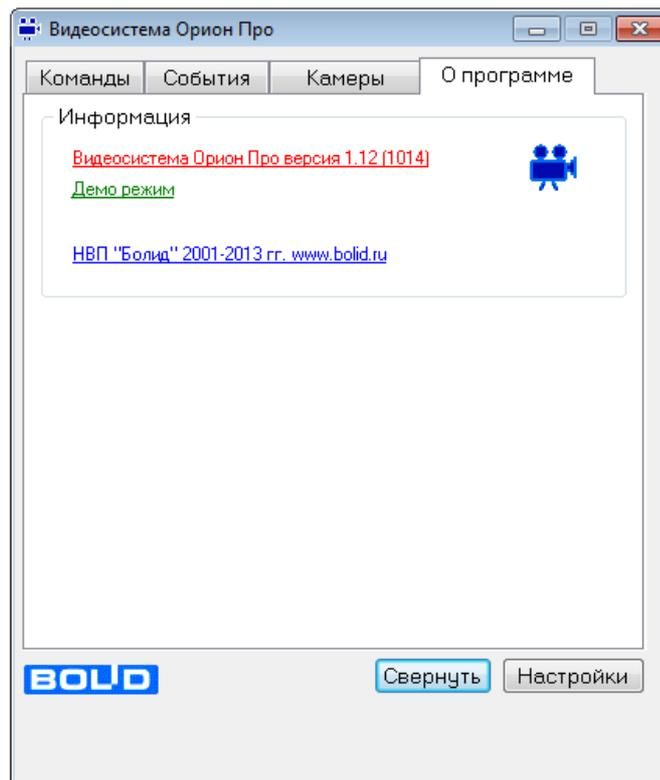 Видеосистема Орион Про
Команды События Камеры О программе
Информация
Видеосистема Орион Про версия 1.12 (1014)
Демо режим
НВП "Болид" 2001-2013 гг. www.bolid.ru
BOLID Свернуть Настройки